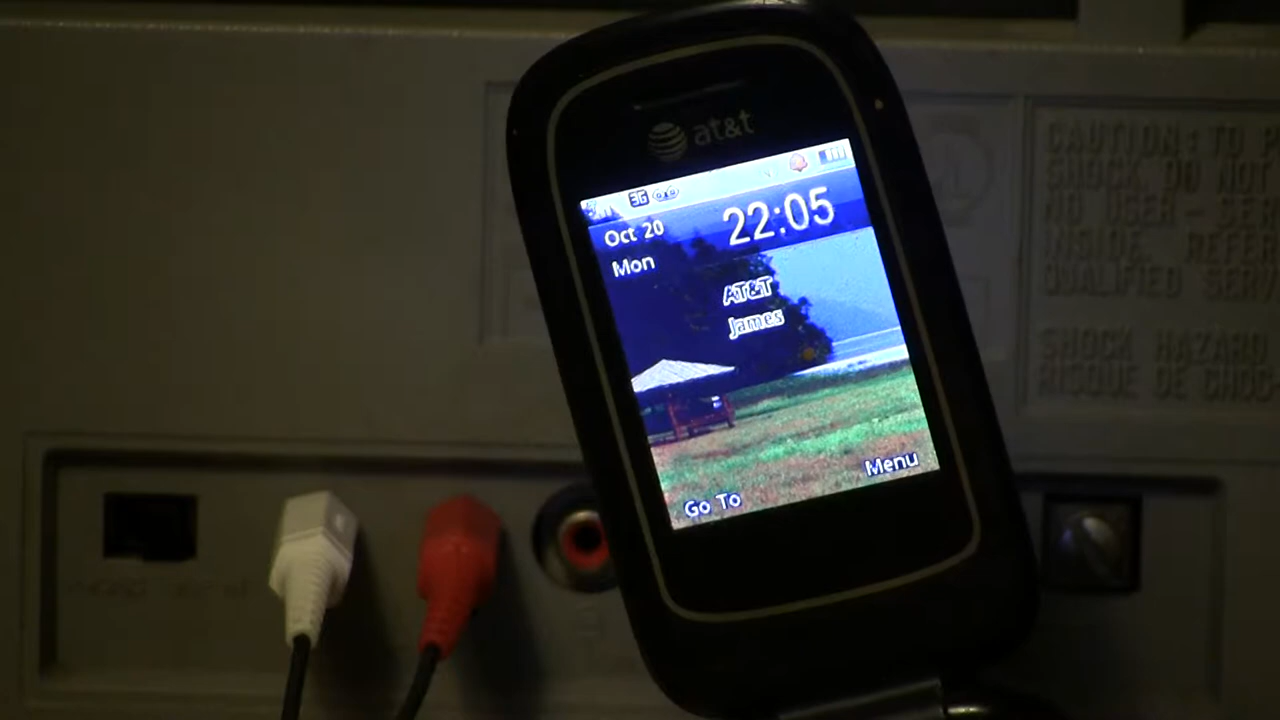 at&t
3G
Oct 20
22:05
Mon
AT&T
James
Menu
Go To
CAUTION: TO P
SHOCK, DO NOT
NO USER-SER
INSIDE. REFER
QUALIFIED SERV
SHOCK HAZARD
RISQUE DE CHOC